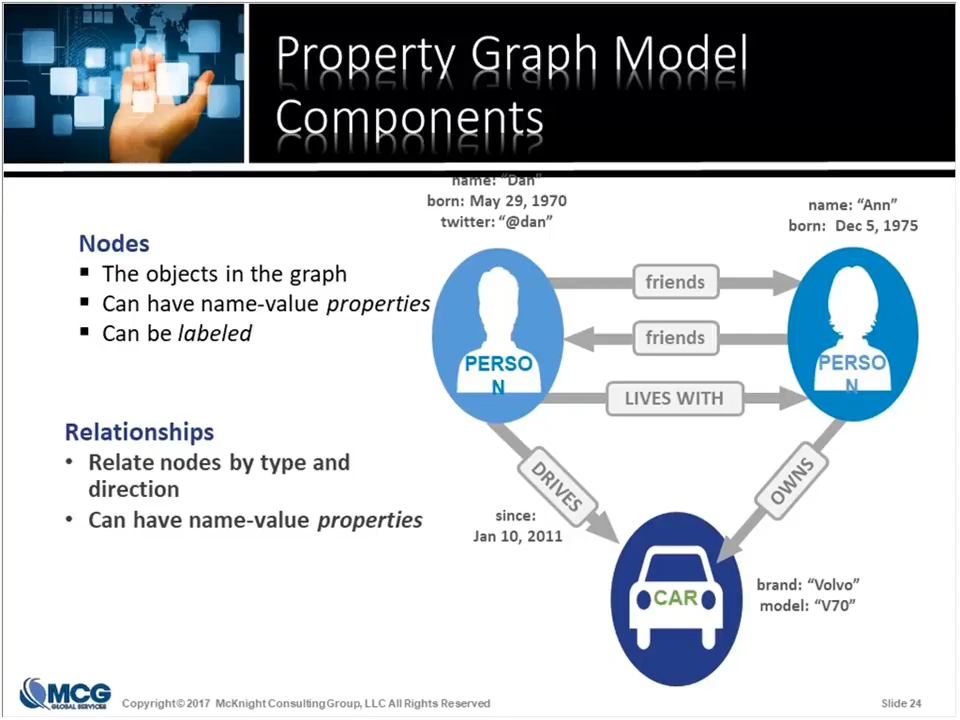 Property Graph Model
Components
name: “Dan”
born: May 29, 1970
twitter: “@dan”
name: “Ann”
born: Dec 5, 1975
Nodes
▪ The objects in the graph
▪ Can have name-value properties
▪ Can be labeled
friends
friends
PERSO
N
PERSO
N
LIVES WITH
Relationships
• Relate nodes by type and
direction
• Can have name-value properties
DRIVES
OWNS
since:
Jan 10, 2011
CAR
brand: “Volvo”
model: “V70”
MCG
GLOBAL SERVICES
Copyright© 2017 McKnight Consulting Group, LLC All Rights Reserved
Slide 24